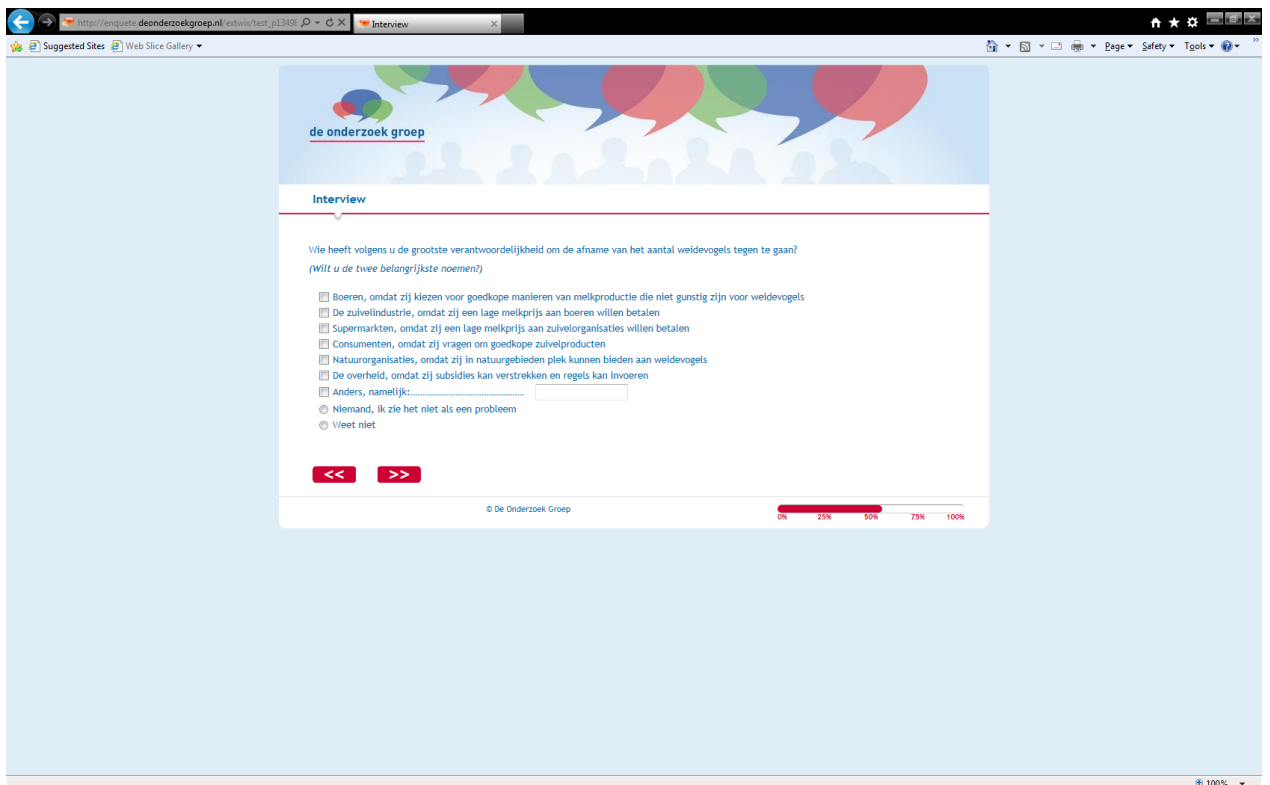 http://enquete.deonderzoekgroep.nl/extwix/test_p1349
Interview
Suggested Sites
Web Slice Gallery
Page
Safety
Tools
de onderzoek groep
Interview
Wie heeft volgens u de grootste verantwoordelijkheid om de afname van het aantal weidevogels tegen te gaan?
(Wilt u de twee belangrijkste noemen?)
Boeren, omdat zij kiezen voor goedkope manieren van melkproductie die niet gunstig zijn voor weidevogels
De zuivelindustrie, omdat zij een lage melkprijs aan boeren willen betalen
Supermarkten, omdat zij een lage melkprijs aan zuivelorganisaties willen betalen
Consumenten, omdat zij vragen om goedkope zuivelproducten
Natuurorganisaties, omdat zij in natuurgebieden plek kunnen bieden aan weidevogels
De overheid, omdat zij subsidies kan verstrekken en regels kan invoeren
Anders, namelijk:................................................
Niemand, ik zie het niet als een probleem
Weet niet
<< >>
© De Onderzoek Groep
0% 25% 50% 75% 100%
100%